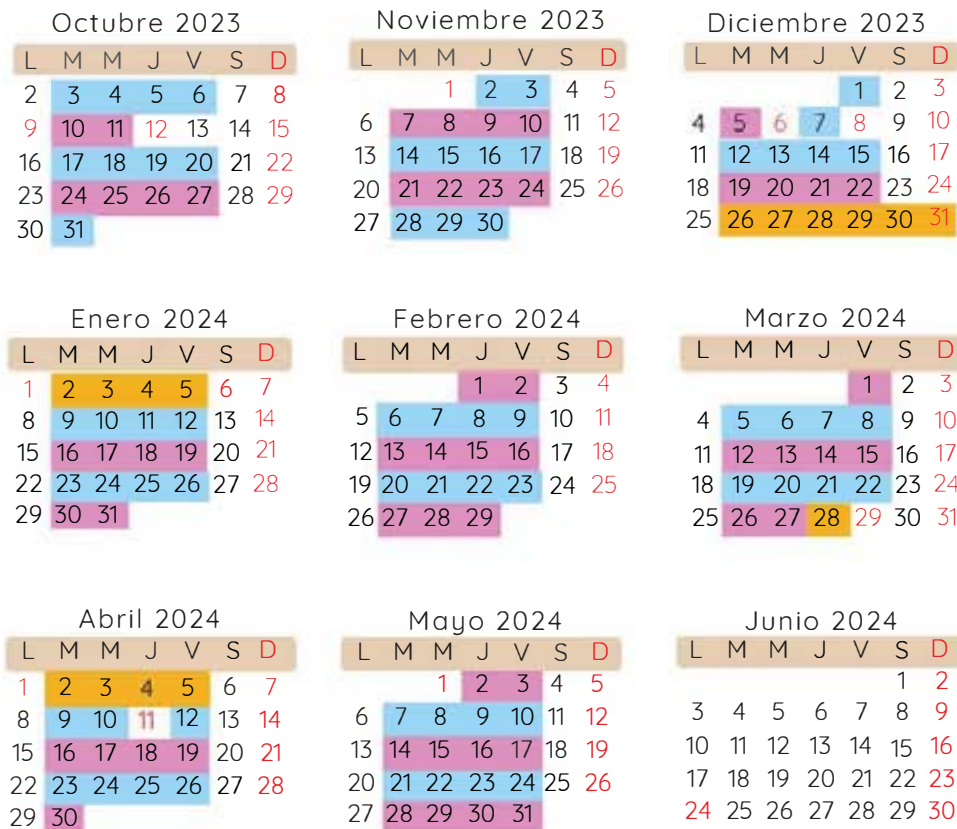 Octubre 2023
L M M J V S D
2 3 4 5 6 7 8
9 10 11 12 13 14 15
16 17 18 19 20 21 22
23 24 25 26 27 28 29
30 31
Noviembre 2023
L M M J V S D
1 2 3 4 5
6 7 8 9 10 11 12
13 14 15 16 17 18 19
20 21 22 23 24 25 26
27 28 29 30
Diciembre 2023
L M M J V S D
1 2 3
4 5 6 7 8 9 10
11 12 13 14 15 16 17
18 19 20 21 22 23 24
25 26 27 28 29 30 31
Enero 2024
L M M J V S D
1 2 3 4 5 6 7
8 9 10 11 12 13 14
15 16 17 18 19 20 21
22 23 24 25 26 27 28
29 30 31
Febrero 2024
L M M J V S D
1 2 3 4
5 6 7 8 9 10 11
12 13 14 15 16 17 18
19 20 21 22 23 24 25
26 27 28 29
Marzo 2024
L M M J V S D
1 2 3
4 5 6 7 8 9 10
11 12 13 14 15 16 17
18 19 20 21 22 23 24
25 26 27 28 29 30 31
Abril 2024
L M M J V S D
1 2 3 4 5 6 7
8 9 10 11 12 13 14
15 16 17 18 19 20 21
22 23 24 25 26 27 28
29 30
Mayo 2024
L M M J V S D
1 2 3 4 5
6 7 8 9 10 11 12
13 14 15 16 17 18 19
20 21 22 23 24 25 26
27 28 29 30 31
Junio 2024
L M M J V S D
1 2
3 4 5 6 7 8 9
10 11 12 13 14 15 16
17 18 19 20 21 22 23
24 25 26 27 28 29 30